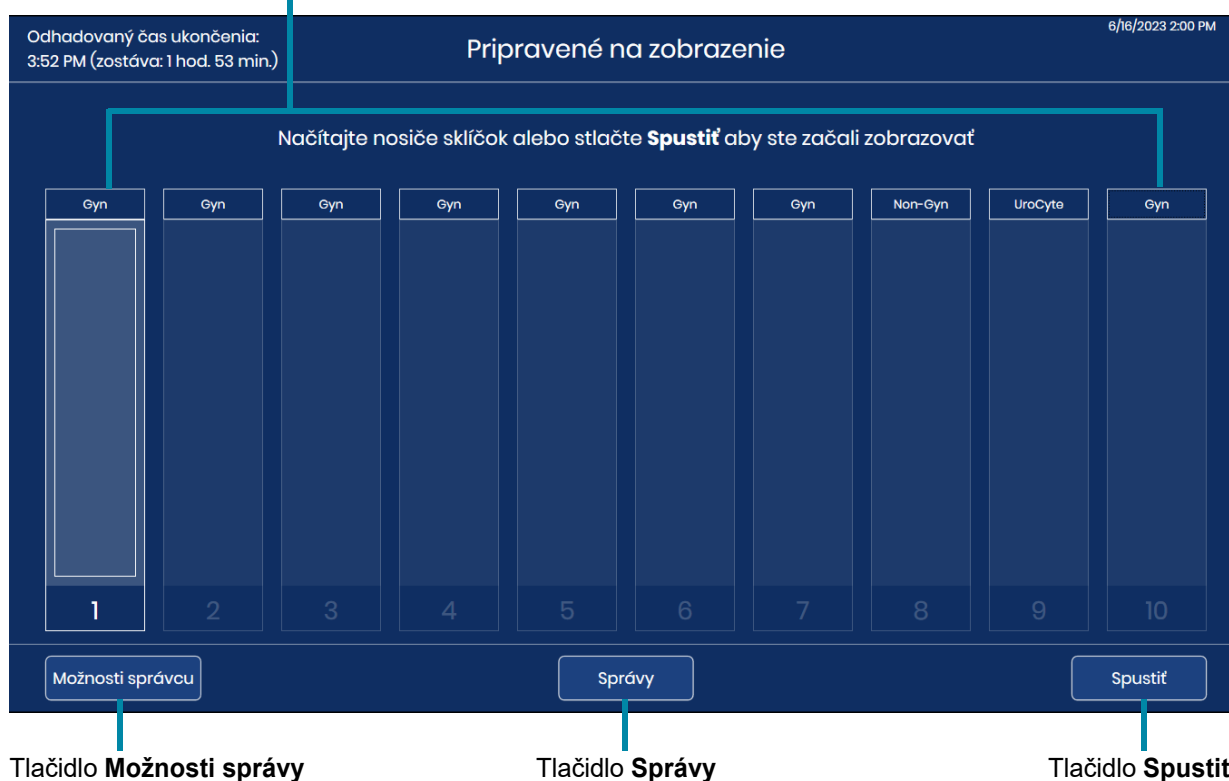 Odhadovaný čas ukončenia:
3:52 PM (zostáva: 1 hod. 53 min.)
Pripravené na zobrazenie
6/16/2023 2:00 PM
Načítajte nosiče sklíčok alebo stlačte Spustiť aby ste začali zobrazovať
Gyn Gyn Gyn Gyn Gyn Gyn Gyn Non-Gyn UroCyte Gyn
1 2 3 4 5 6 7 8 9 10
Možnosti správcu Správy Spustiť
Tlačidlo Možnosti správy Tlačidlo Správy Tlačidlo Spustiť